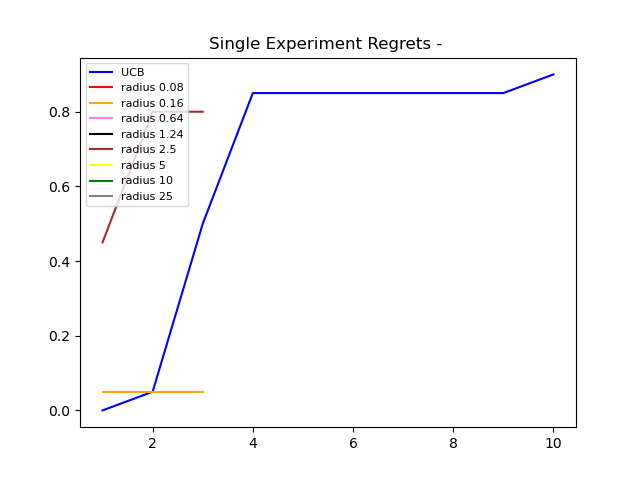 Single Experiment Regrets -
UCB
radius 0.08
radius 0.16
radius 0.64
radius 1.24
radius 2.5
radius 5
radius 10
radius 25
0.8
0.6
0.4
0.2
0.0
2 4 6 8 10